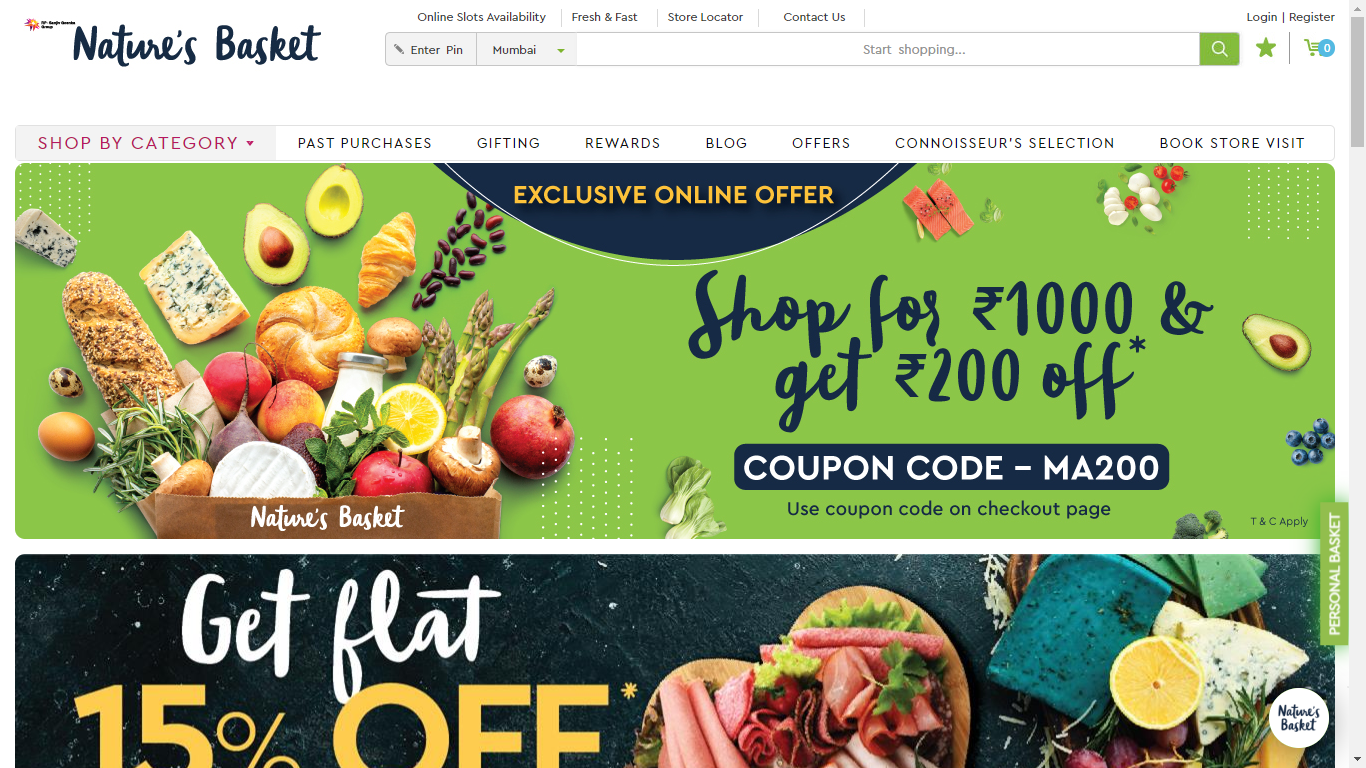 Online Slots Availability
Fresh & Fast
Store Locator
Contact Us
Login | Register
RP-Sanjiv Goenka
Group
Nature's Basket
Enter Pin
Mumbai
Start shopping...
0
SHOP BY CATEGORY
PAST PURCHASES
GIFTING
REWARDS
BLOG
OFFERS
CONNOISSEUR'S SELECTION
BOOK STORE VISIT
EXCLUSIVE ONLINE OFFER
Shop for ₹1000 &
get ₹200 off*
COUPON CODE – MA200
Use coupon code on checkout page
T & C Apply
Nature's Basket
PERSONAL BASKET
Get flat
15% OFF*
Nature's
Basket